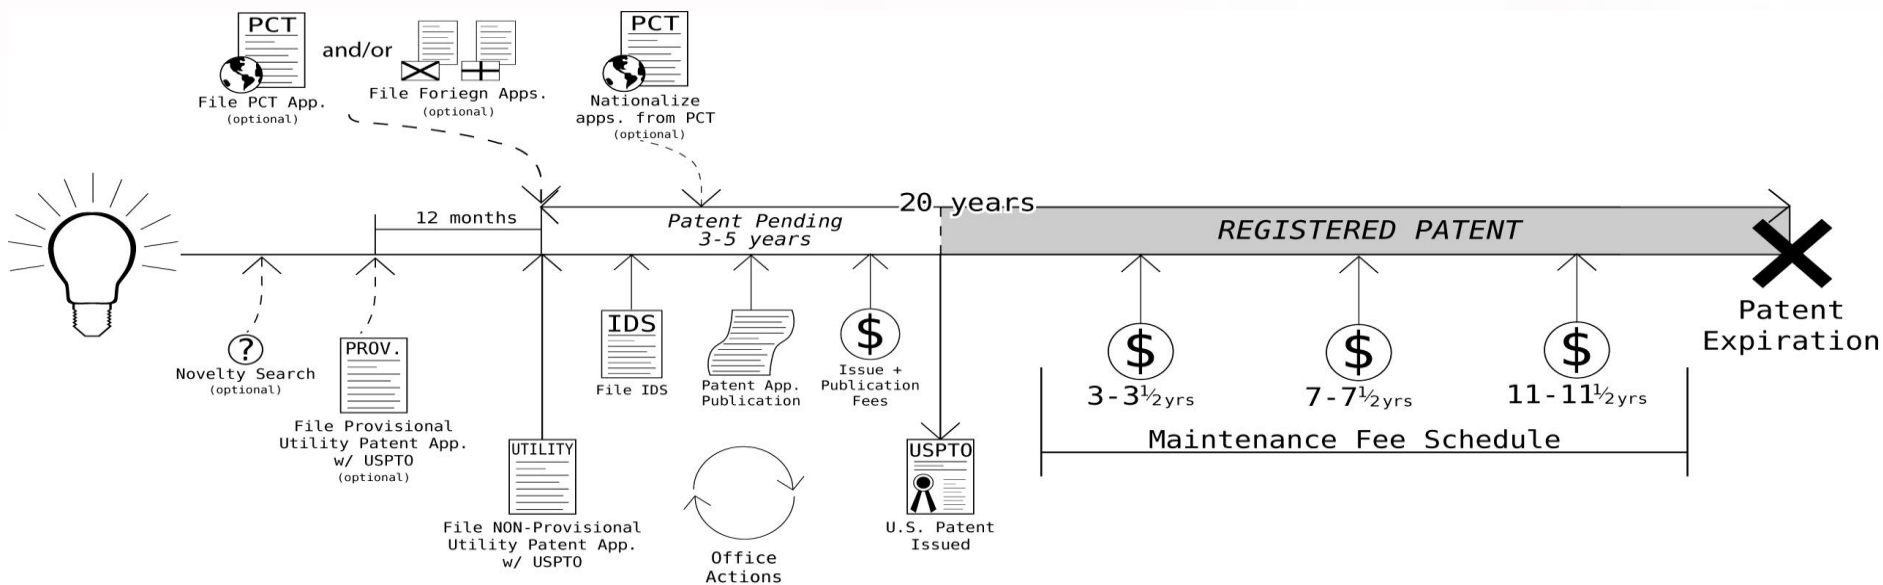 PCT
and/or
File PCT App.
(optional)
File Foriegn Apps.
(optional)
PCT
Nationalize
apps. from PCT
(optional)
12 months
20 years
Patent Pending
3-5 years
REGISTERED PATENT
?
Novelty Search
(optional)
PROV.
File Provisional
Utility Patent App.
w/ USPTO
(optional)
UTILITY
File NON-Provisional
Utility Patent App.
w/ USPTO
IDS
File IDS
Patent App.
Publication
$
Issue +
Publication
Fees
Office
Actions
USPTO
U.S. Patent
Issued
$
3-3½yrs
$
7-7½yrs
$
11-11½yrs
Maintenance Fee Schedule
Patent
Expiration